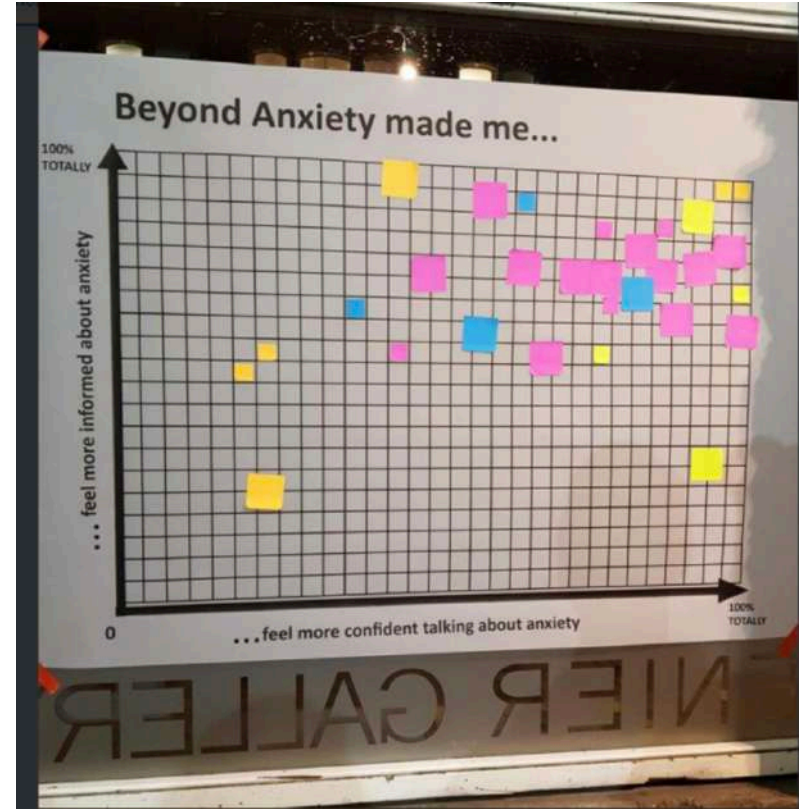 Beyond Anxiety made me...
100%
TOTALLY
... feel more informed about anxiety
0
...feel more confident talking about anxiety
100%
TOTALLY
ENIER GALLER